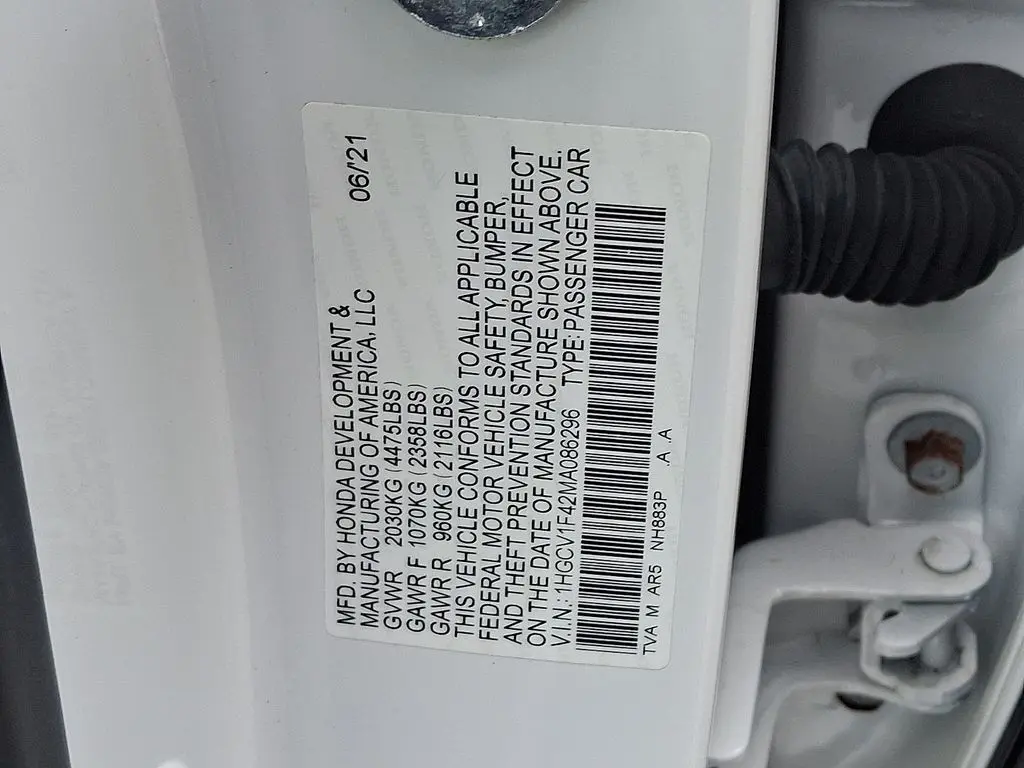 MFD. BY HONDA DEVELOPMENT &
MANUFACTURING OF AMERICA, LLC 06/'21
GVWR 2030KG (4475LBS)
GAWR F 1070KG (2358LBS)
GAWR R 960KG (2116LBS)
THIS VEHICLE CONFORMS TO ALL APPLICABLE
FEDERAL MOTOR VEHICLE SAFETY, BUMPER,
AND THEFT PREVENTION STANDARDS IN EFFECT
ON THE DATE OF MANUFACTURE SHOWN ABOVE.
V.I.N.:1HGCV1F42MA086296 TYPE:PASSENGER CAR
TVA M AR5 NH883P .A .A